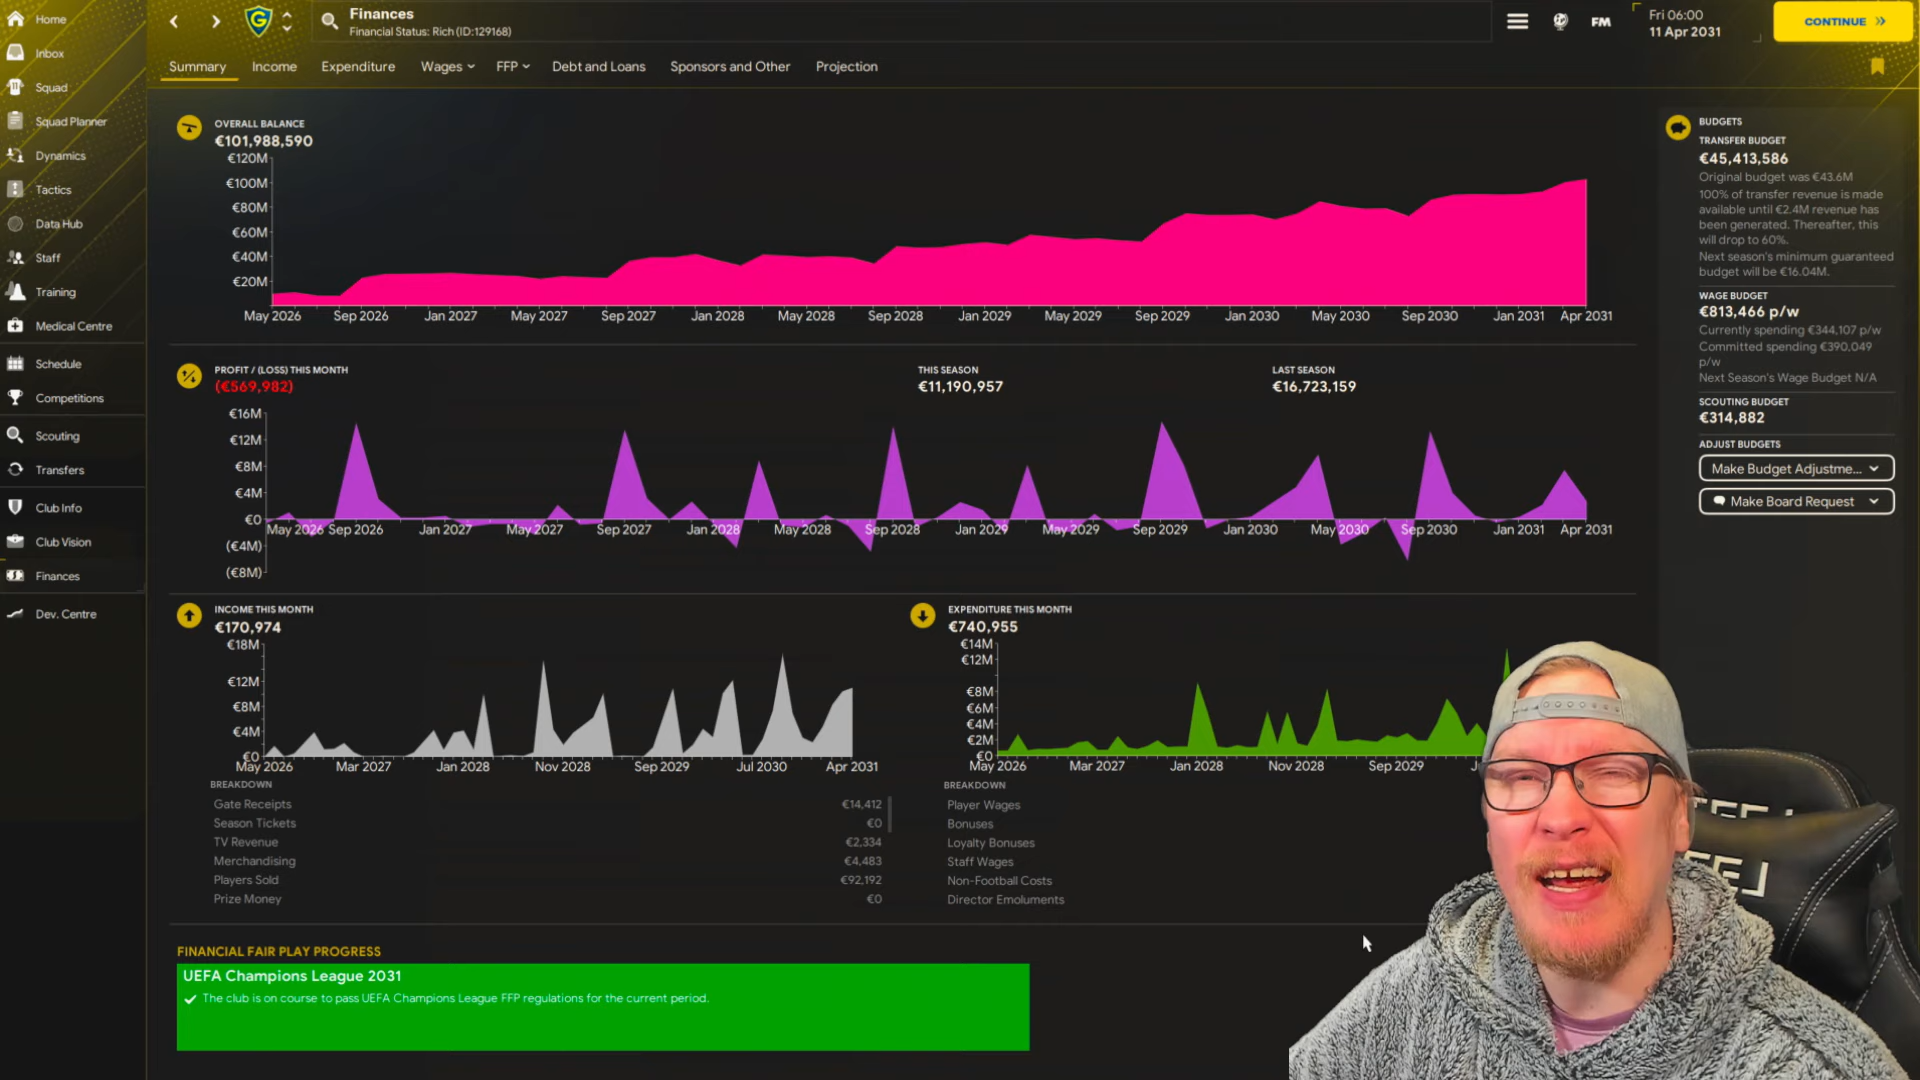 Home
Inbox
Squad
Squad Planner
Dynamics
Tactics
Data Hub
Staff
Training
Medical Centre
Schedule
Competitions
Scouting
Transfers
Club Info
Club Vision
Finances
Dev. Centre
G
Finances
Financial Status: Rich (ID:129168)
FM
Fri 06:00
11 Apr 2031
CONTINUE
Summary
Income
Expenditure
Wages
FFP
Debt and Loans
Sponsors and Other
Projection
OVERALL BALANCE
€101,988,590
€120M
€100M
€80M
€60M
€40M
€20M
May 2026 Sep 2026 Jan 2027 May 2027 Sep 2027 Jan 2028 May 2028 Sep 2028 Jan 2029 May 2029 Sep 2029 Jan 2030 May 2030 Sep 2030 Jan 2031 Apr 2031
PROFIT / (LOSS) THIS MONTH
(€569,982)
THIS SEASON
€11,190,957
LAST SEASON
€16,723,159
€16M
€12M
€8M
€4M
€0
(€4M)
(€8M)
May 2026 Sep 2026 Jan 2027 May 2027 Sep 2027 Jan 2028 May 2028 Sep 2028 Jan 2029 May 2029 Sep 2029 Jan 2030 May 2030 Sep 2030 Jan 2031 Apr 2031
INCOME THIS MONTH
€170,974
€18M
€12M
€8M
€4M
€0
May 2026 Mar 2027 Jan 2028 Nov 2028 Sep 2029 Jul 2030 Apr 2031
BREAKDOWN
Gate Receipts €14,412
Season Tickets €0
TV Revenue €2,334
Merchandising €4,483
Players Sold €92,192
Prize Money €0
EXPENDITURE THIS MONTH
€740,955
€14M
€12M
€8M
€6M
€4M
€2M
€0
May 2026 Mar 2027 Jan 2028 Nov 2028 Sep 2029
BREAKDOWN
Player Wages
Bonuses
Loyalty Bonuses
Staff Wages
Non-Football Costs
Director Emoluments
FINANCIAL FAIR PLAY PROGRESS
UEFA Champions League 2031
The club is on course to pass UEFA Champions League FFP regulations for the current period.
BUDGETS
TRANSFER BUDGET
€45,413,586
Original budget was €43.6M
100% of transfer revenue is made
available until €2.4M revenue has
been generated. Thereafter, this
will drop to 60%.
Next season's minimum guaranteed
budget will be €16.04M.
WAGE BUDGET
€813,466 p/w
Currently spending €344,107 p/w
Committed spending €390,049
p/w
Next Season's Wage Budget N/A
SCOUTING BUDGET
€314,882
ADJUST BUDGETS
Make Budget Adjustme...
Make Board Request